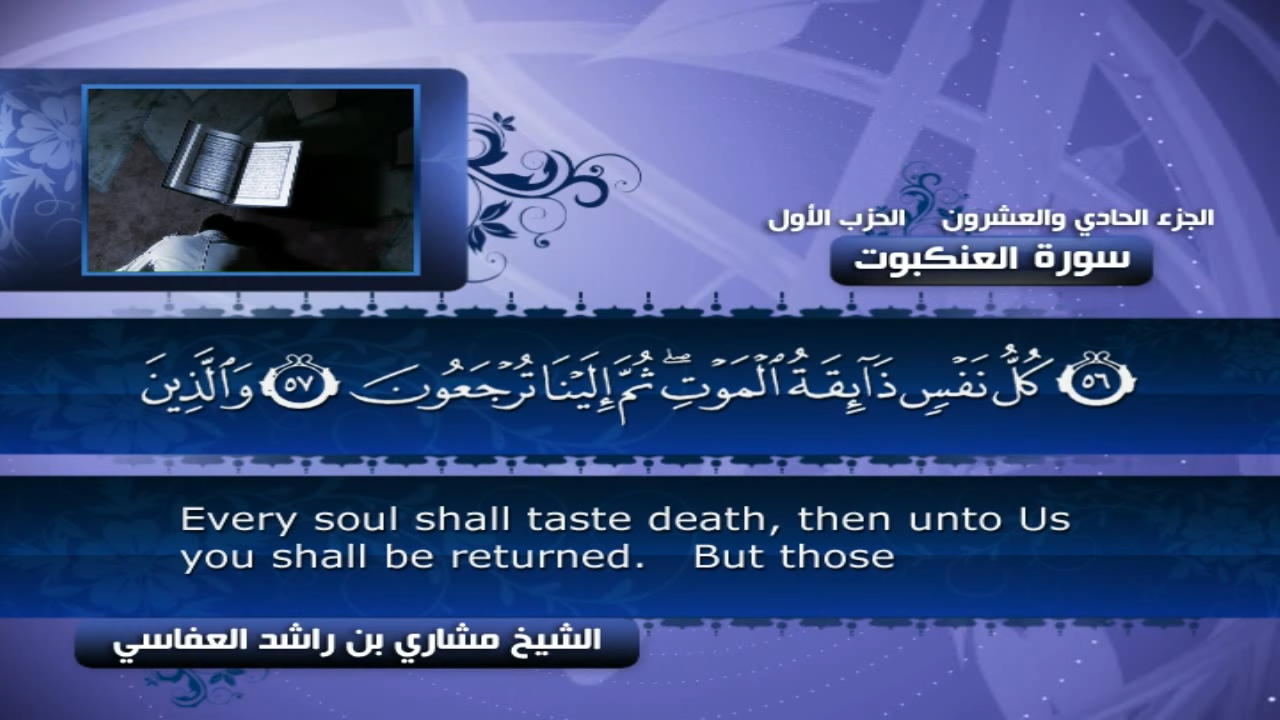 الجزء الحادي والعشرون الحزب الأول
سورة العنكبوت
٥٦ كُلُّ نَفْسٍ ذَآئِقَةُ ٱلْمَوْتِ ۖ ثُمَّ إِلَيْنَا تُرْجَعُونَ ٥٧ وَٱلَّذِينَ
Every soul shall taste death, then unto Us
you shall be returned. But those
الشيخ مشاري بن راشد العفاسي